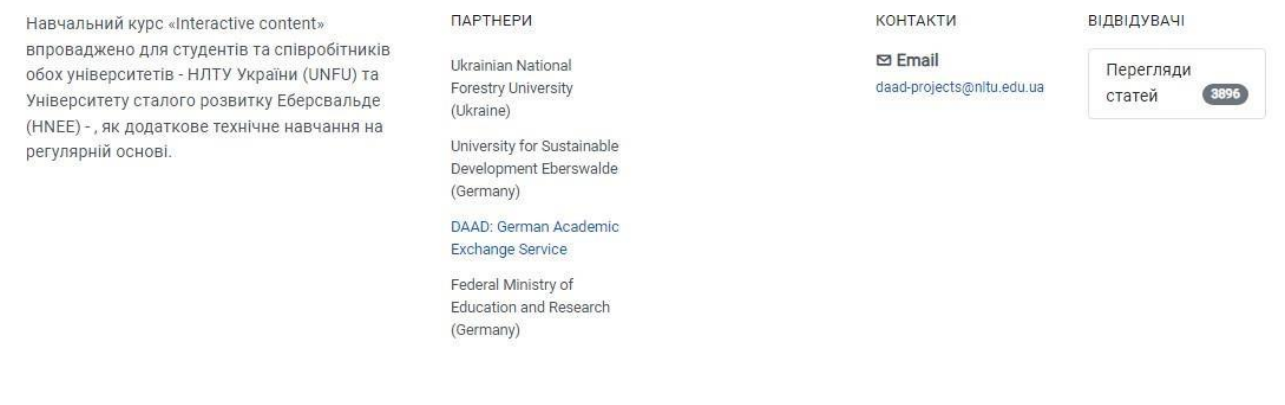 Навчальний курс «Interactive content»
впроваджено для студентів та співробітників
обох університетів - НЛТУ України (UNFU) та
Університету сталого розвитку Еберсвальде
(HNEE) - , як додаткове технічне навчання на
регулярній основі.
ПАРТНЕРИ
Ukrainian National
Forestry University
(Ukraine)
University for Sustainable
Development Eberswalde
(Germany)
DAAD: German Academic
Exchange Service
Federal Ministry of
Education and Research
(Germany)
КОНТАКТИ
Email
daad-projects@nltu.edu.ua
ВІДВІДУВАЧІ
Перегляди
статей 3896